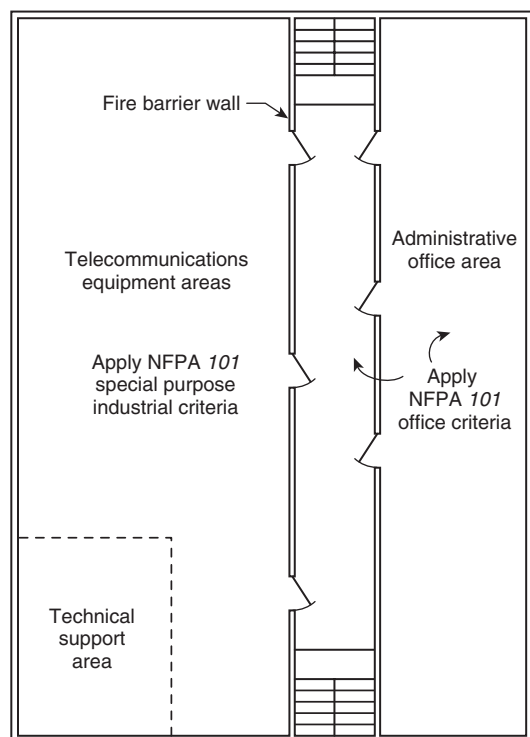 Fire barrier wall
Telecommunications
equipment areas
Apply NFPA 101
special purpose
industrial criteria
Administrative
office area
Apply
NFPA 101
office criteria
Technical
support
area